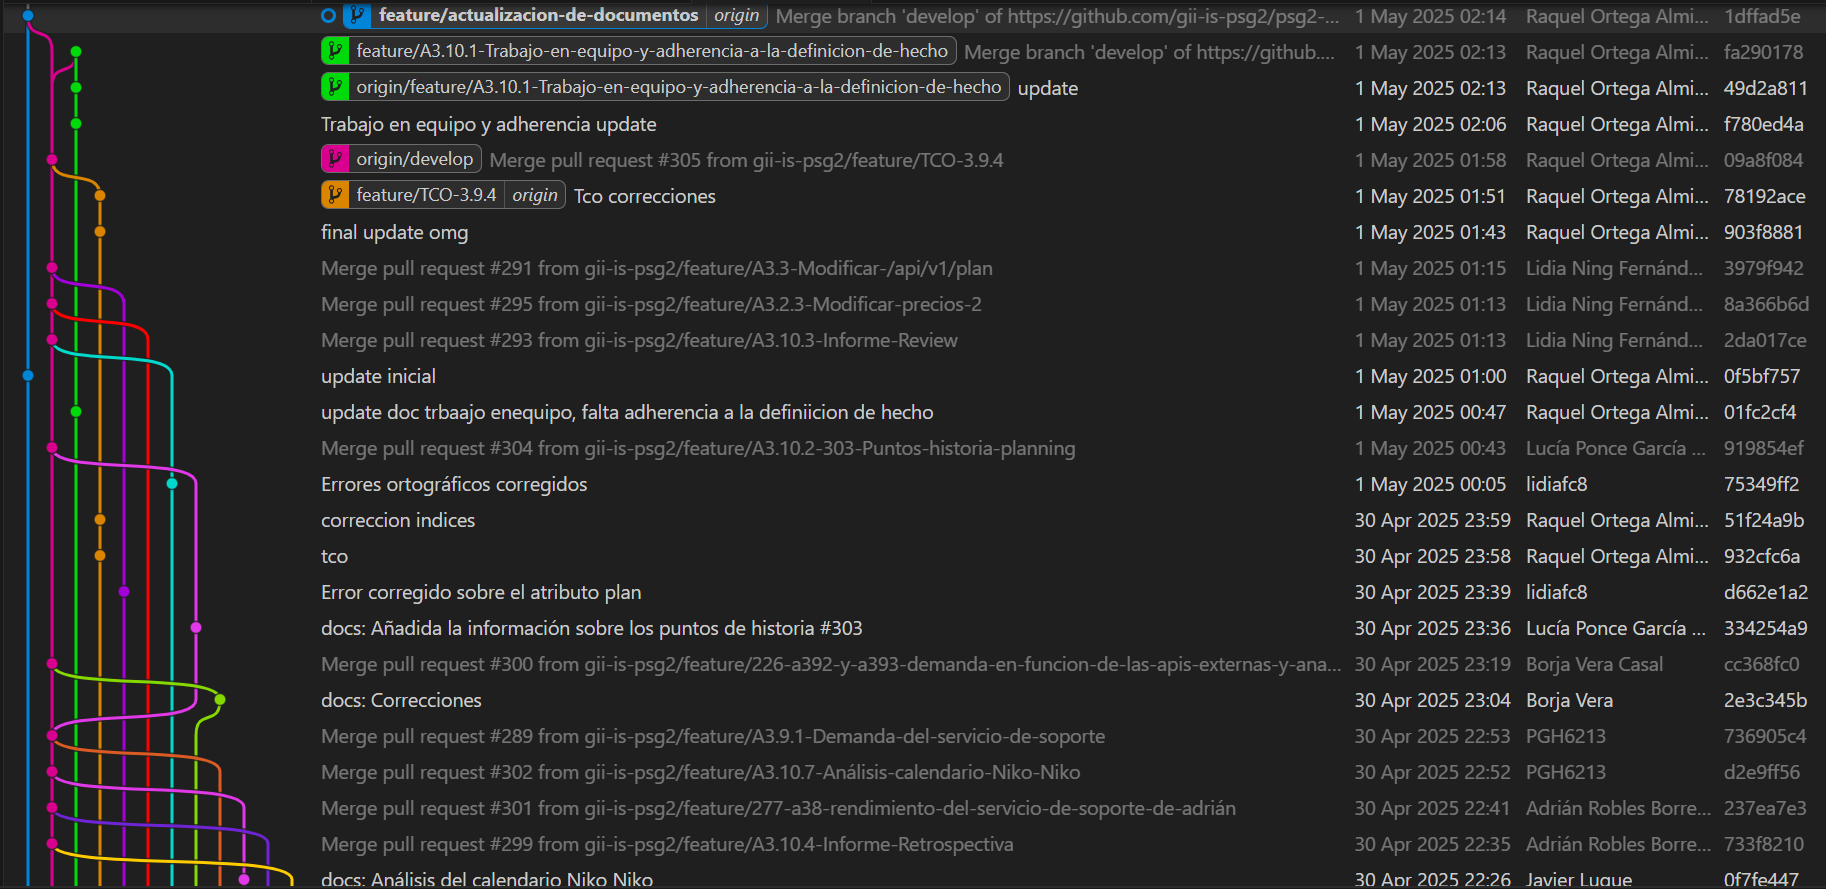 feature/actualizacion-de-documentos origin Merge branch 'develop' of https://github.com/gii-is-psg2/psg2-... 1 May 2025 02:14 Raquel Ortega Almi... 1dffad5e
feature/A3.10.1-Trabajo-en-equipo-y-adherencia-a-la-definicion-de-hecho Merge branch 'develop' of https://github.... 1 May 2025 02:13 Raquel Ortega Almi... fa290178
origin/feature/A3.10.1-Trabajo-en-equipo-y-adherencia-a-la-definicion-de-hecho update 1 May 2025 02:13 Raquel Ortega Almi... 49d2a811
Trabajo en equipo y adherencia update 1 May 2025 02:06 Raquel Ortega Almi... f780ed4a
origin/develop Merge pull request #305 from gii-is-psg2/feature/TCO-3.9.4 1 May 2025 01:58 Raquel Ortega Almi... 09a8f084
feature/TCO-3.9.4 origin Tco correcciones 1 May 2025 01:51 Raquel Ortega Almi... 78192ace
final update omg 1 May 2025 01:43 Raquel Ortega Almi... 903f8881
Merge pull request #291 from gii-is-psg2/feature/A3.3-Modificar-/api/v1/plan 1 May 2025 01:15 Lidia Ning Fernánd... 3979f942
Merge pull request #295 from gii-is-psg2/feature/A3.2.3-Modificar-precios-2 1 May 2025 01:13 Lidia Ning Fernánd... 8a366b6d
Merge pull request #293 from gii-is-psg2/feature/A3.10.3-Informe-Review 1 May 2025 01:13 Lidia Ning Fernánd... 2da017ce
update inicial 1 May 2025 01:00 Raquel Ortega Almi... 0f5bf757
update doc trbaajo enequipo, falta adherencia a la definiicion de hecho 1 May 2025 00:47 Raquel Ortega Almi... 01fc2cf4
Merge pull request #304 from gii-is-psg2/feature/A3.10.2-303-Puntos-historia-planning 1 May 2025 00:43 Lucía Ponce García ... 919854ef
Errores ortográficos corregidos 1 May 2025 00:05 lidiafc8 75349ff2
correccion indices 30 Apr 2025 23:59 Raquel Ortega Almi... 51f24a9b
tco 30 Apr 2025 23:58 Raquel Ortega Almi... 932cfc6a
Error corregido sobre el atributo plan 30 Apr 2025 23:39 lidiafc8 d662e1a2
docs: Añadida la información sobre los puntos de historia #303 30 Apr 2025 23:36 Lucía Ponce García ... 334254a9
Merge pull request #300 from gii-is-psg2/feature/226-a392-y-a393-demanda-en-funcion-de-las-apis-externas-y-ana... 30 Apr 2025 23:19 Borja Vera Casal cc368fc0
docs: Correcciones 30 Apr 2025 23:04 Borja Vera 2e3c345b
Merge pull request #289 from gii-is-psg2/feature/A3.9.1-Demanda-del-servicio-de-soporte 30 Apr 2025 22:53 PGH6213 736905c4
Merge pull request #302 from gii-is-psg2/feature/A3.10.7-Análisis-calendario-Niko-Niko 30 Apr 2025 22:52 PGH6213 d2e9ff56
Merge pull request #301 from gii-is-psg2/feature/277-a38-rendimiento-del-servicio-de-soporte-de-adrián 30 Apr 2025 22:41 Adrián Robles Borre... 237ea7e3
Merge pull request #299 from gii-is-psg2/feature/A3.10.4-Informe-Retrospectiva 30 Apr 2025 22:35 Adrián Robles Borre... 733f8210
docs: Análisis del calendario Niko Niko 30 Apr 2025 22:26 Javier Luque 0f7fe447